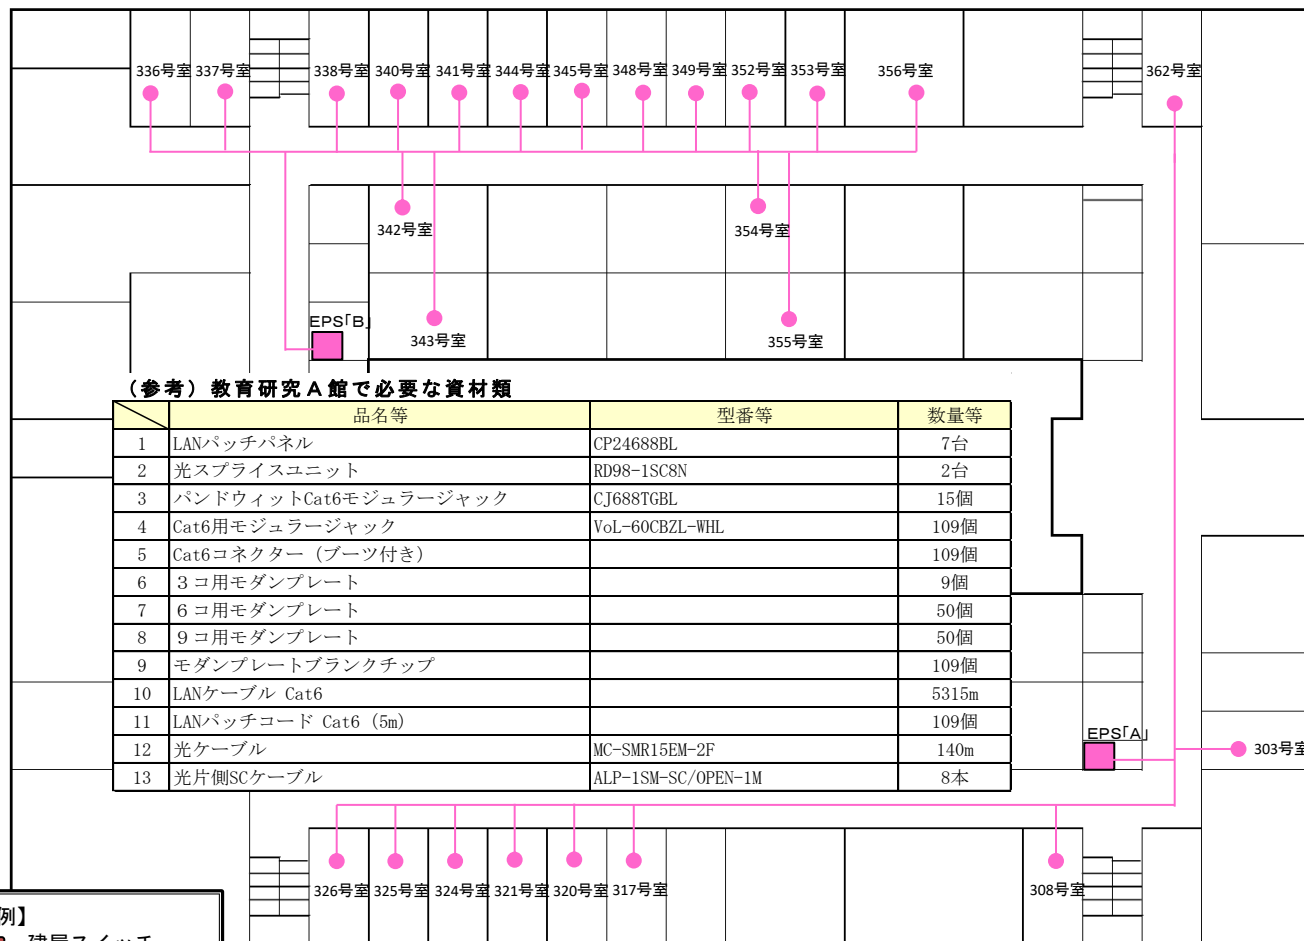 336号室 337号室 338号室 340号室 341号室 344号室 345号室 348号室 349号室 352号室 353号室 356号室 362号室
342号室 354号室
EPS「B」
343号室 355号室
（参考）教育研究A館で必要な資材類
品名等 型番等 数量等
1 LANパッチパネル CP24688BL 7台
2 光スプライスユニット RD98-1SC8N 2台
3 パンドウィットCat6モジュラージャック CJ688TGBL 15個
4 Cat6用モジュラージャック VoL-60CBZL-WHL 109個
5 Cat6コネクター（ブーツ付き） 109個
6 ３コ用モダンプレート 9個
7 ６コ用モダンプレート 50個
8 ９コ用モダンプレート 50個
9 モダンプレートブランクチップ 109個
10 LANケーブル Cat6 5315m
11 LANパッチコード Cat6（5m） 109個
12 光ケーブル MC-SMR15EM-2F 140m
13 光片側SCケーブル ALP-1SM-SC/OPEN-1M 8本
EPS「A」
303号室
326号室 325号室 324号室 321号室 320号室 317号室 308号室
例】